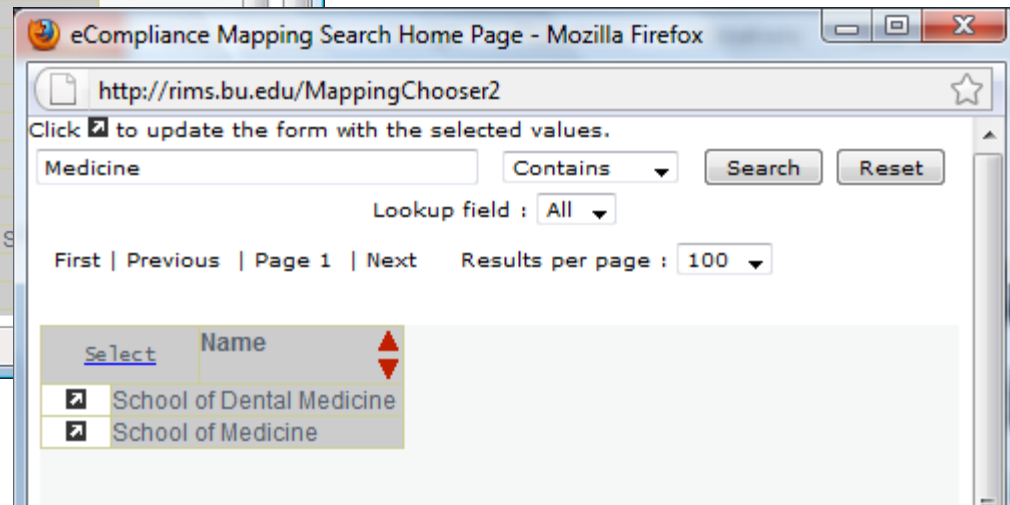 eCompliance Mapping Search Home Page - Mozilla Firefox
http://rims.bu.edu/MappingChooser2
Click to update the form with the selected values.
Medicine Contains Search Reset
Lookup field : All
First | Previous | Page 1 | Next Results per page : 100
Select Name
School of Dental Medicine
School of Medicine